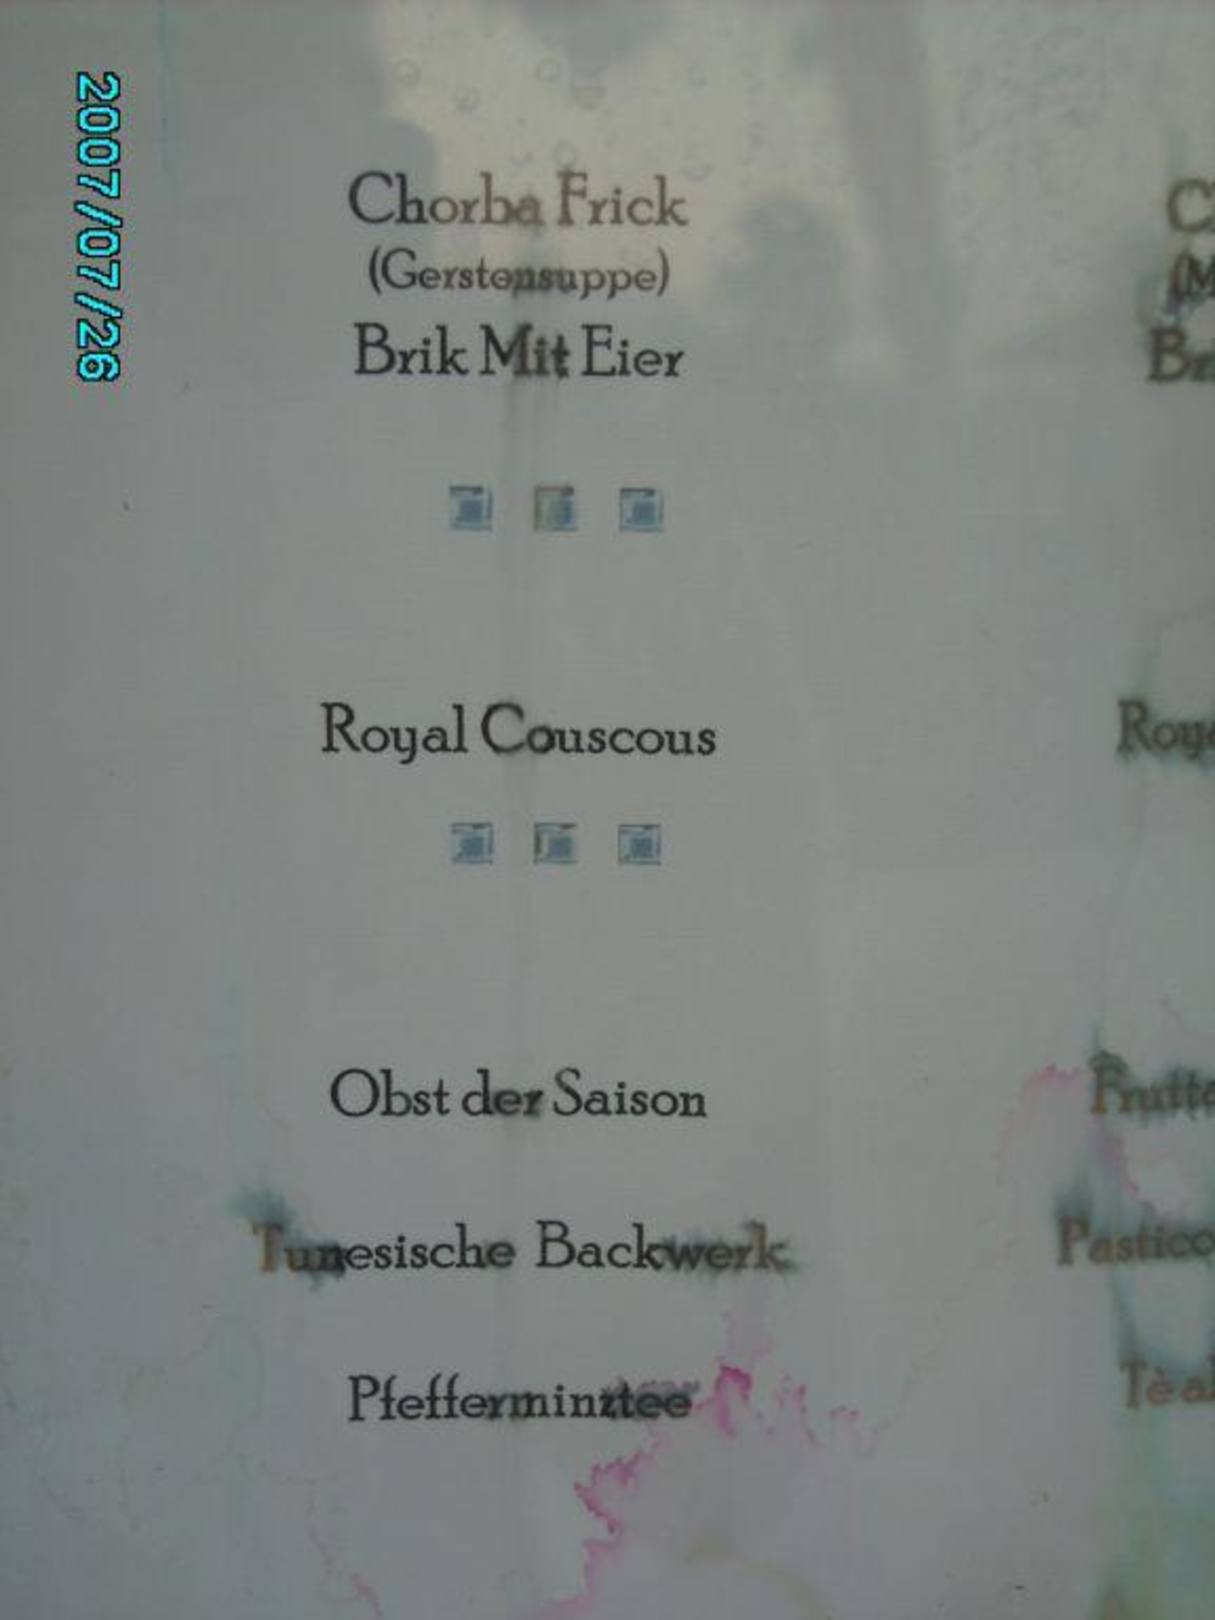 2007/07/26
Chorba Frick
(Gerstensuppe)
Brik Mit Eier
Royal Couscous
Obst der Saison
Tunesische Backwerk
Pfefferminztee